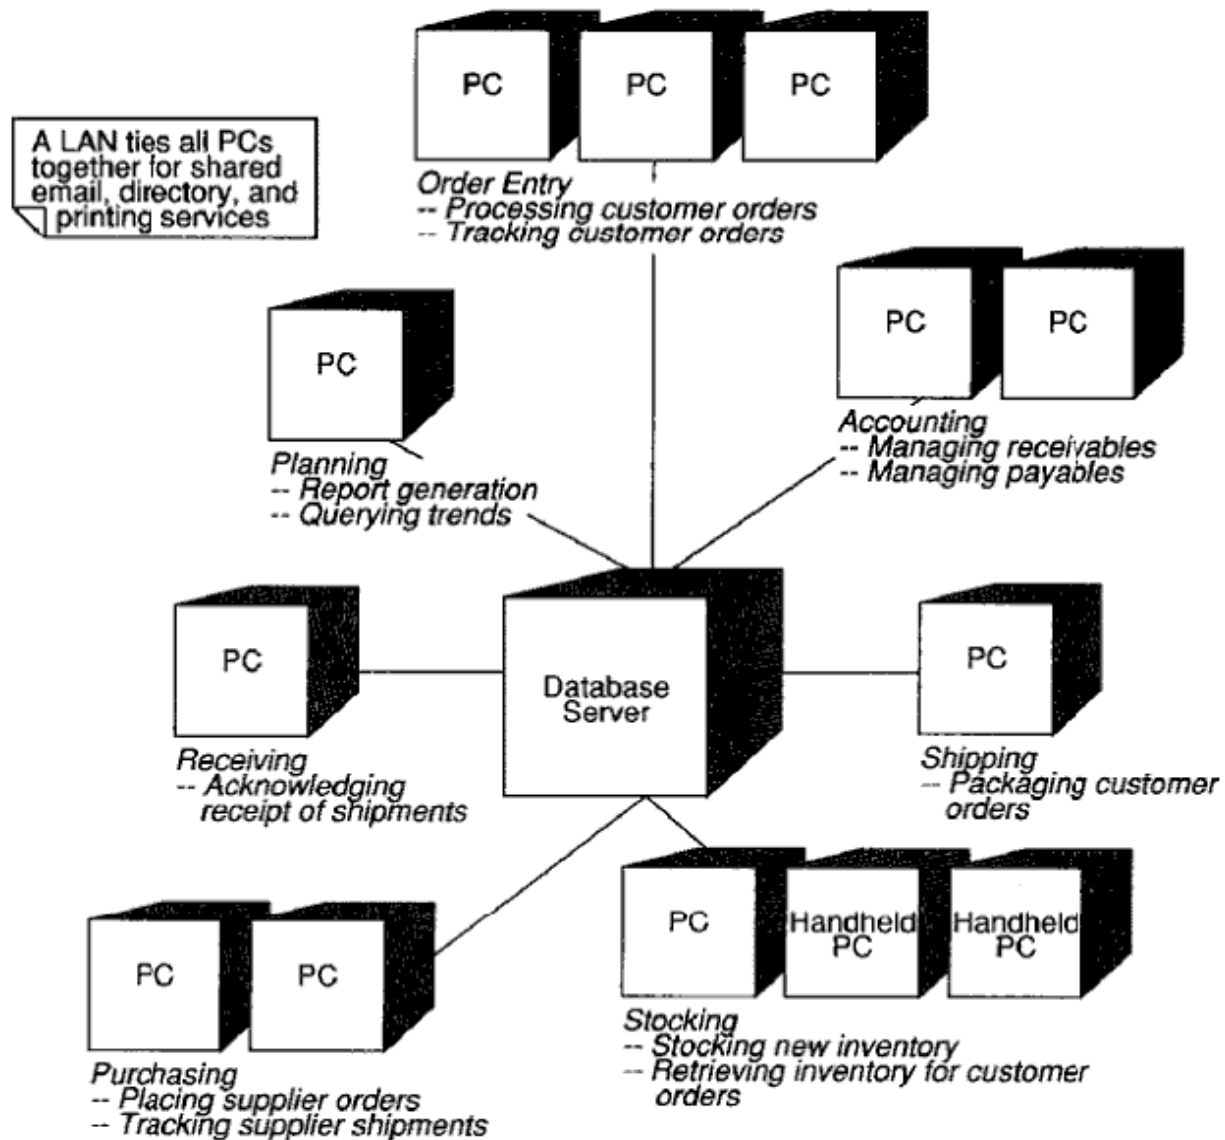 PC
PC
PC
Order Entry
-- Processing customer orders
-- Tracking customer orders
A LAN ties all PCs
together for shared
email, directory, and
printing services
PC
PC
Accounting
-- Managing receivables
-- Managing payables
PC
Planning
-- Report generation
-- Querying trends
PC
Receiving
-- Acknowledging
receipt of shipments
Database
Server
PC
Shipping
-- Packaging customer
orders
PC
PC
Purchasing
-- Placing supplier orders
-- Tracking supplier shipments
PC
Handheld
PC
Handheld
PC
Stocking
-- Stocking new inventory
-- Retrieving inventory for customer
orders